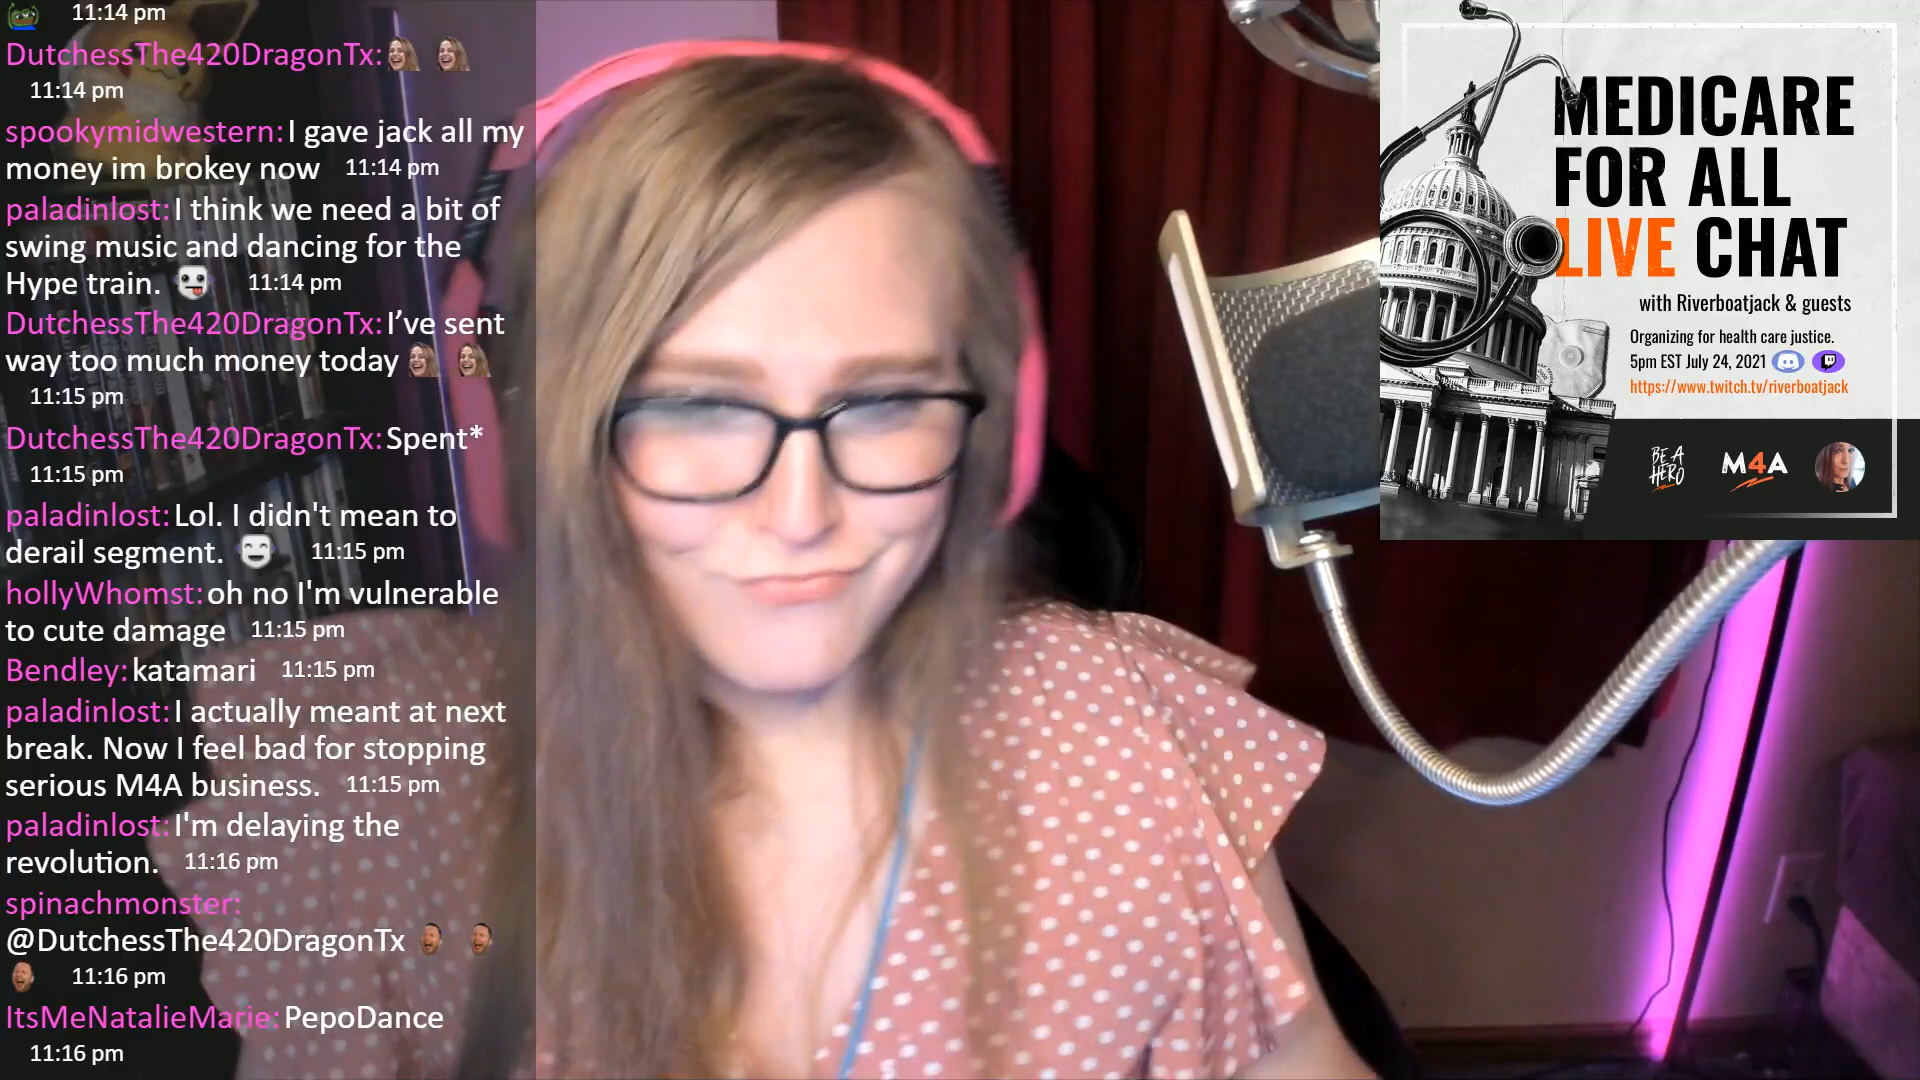 11:14 pm
DutchessThe420DragonTx:
11:14 pm
spookymidwestern: I gave jack all my
money im brokey now 11:14 pm
paladinlost: I think we need a bit of
swing music and dancing for the
Hype train. 11:14 pm
DutchessThe420DragonTx: I’ve sent
way too much money today
11:15 pm
DutchessThe420DragonTx: Spent*
11:15 pm
paladinlost: Lol. I didn't mean to
derail segment. 11:15 pm
hollyWhomst: oh no I'm vulnerable
to cute damage 11:15 pm
Bendley: katamari 11:15 pm
paladinlost: I actually meant at next
break. Now I feel bad for stopping
serious M4A business. 11:15 pm
paladinlost: I'm delaying the
revolution. 11:16 pm
spinachmonster:
@DutchessThe420DragonTx
11:16 pm
ItsMeNatalieMarie: PepoDance
11:16 pm
MEDICARE
FOR ALL
LIVE CHAT
with Riverboatjack & guests
Organizing for health care justice.
5pm EST July 24, 2021
https://www.twitch.tv/riverboatjack
BE A
HERO
M4A